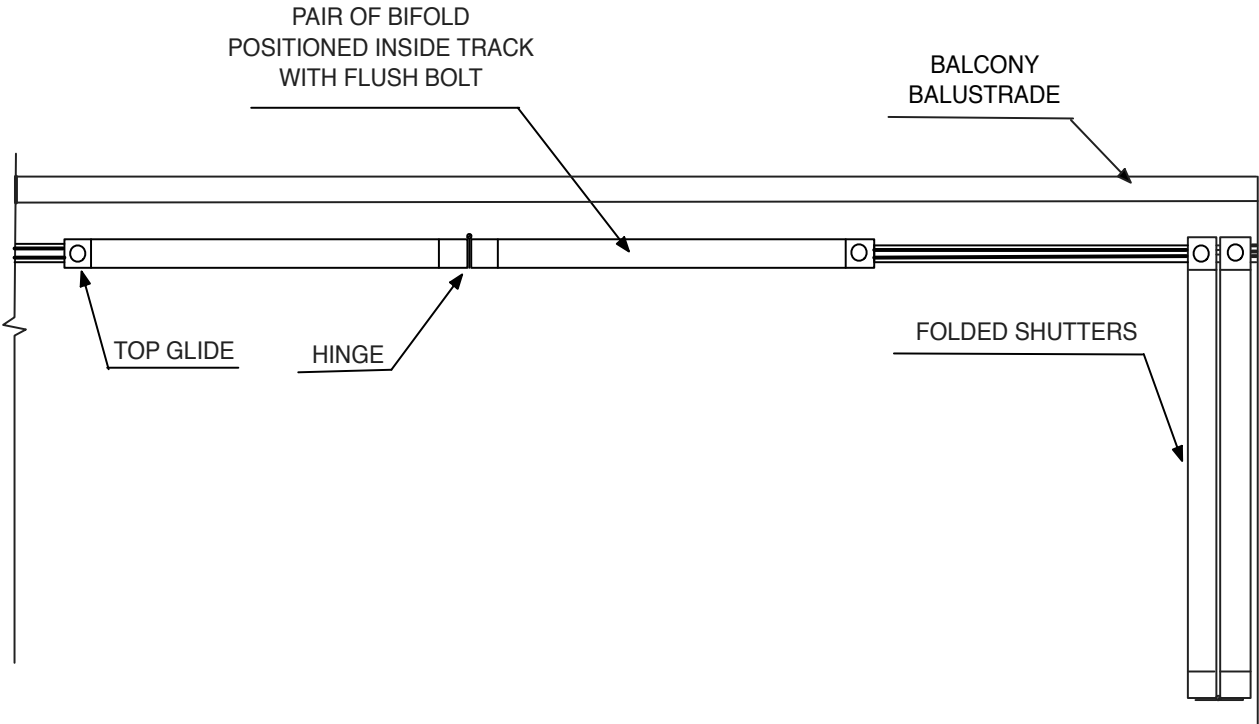 PAIR OF BIFOLD
POSITIONED INSIDE TRACK
WITH FLUSH BOLT
BALCONY
BALUSTRADE
TOP GLIDE
HINGE
FOLDED SHUTTERS